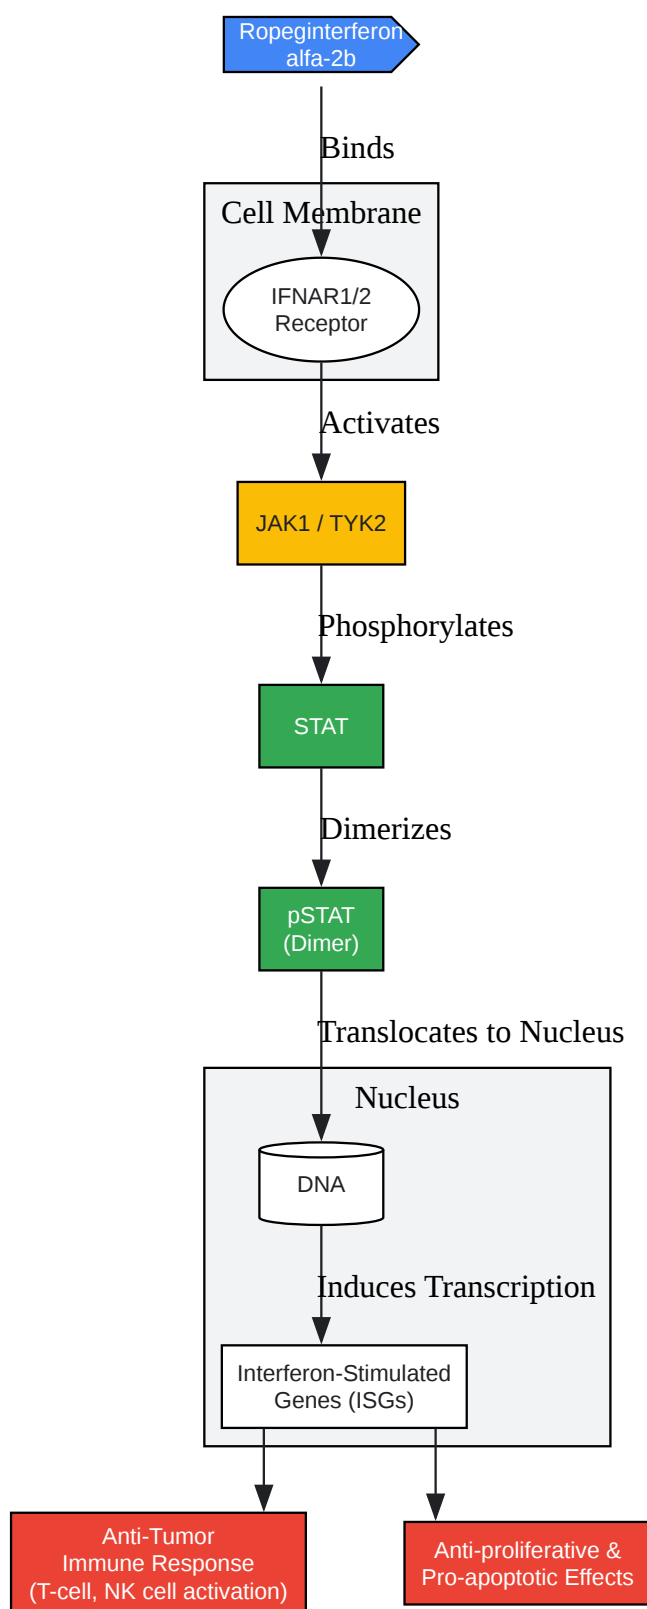 Ropeginterferon
alfa-2b
Binds
Cell Membrane
IFNAR1/2
Receptor
Activates
JAK1 / TYK2
Phosphorylates
STAT
Dimerizes
pSTAT
(Dimer)
Translocates to Nucleus
Nucleus
DNA
Induces Transcription
Interferon-Stimulated
Genes (ISGs)
Anti-Tumor
Immune Response
(T-cell, NK cell activation)
Anti-proliferative &
Pro-apoptotic Effects